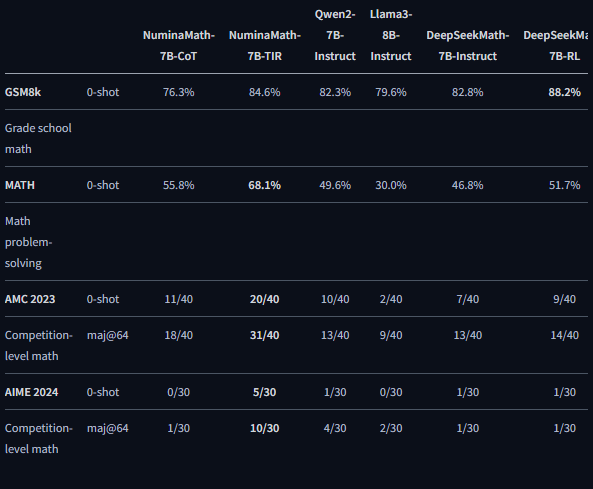 Qwen2- Llama3-
NuminaMath- NuminaMath- 7B- 8B- DeepSeekMath- DeepSeekMa
7B-CoT 7B-TIR Instruct Instruct 7B-Instruct 7B-RL
GSM8k 0-shot 76.3% 84.6% 82.3% 79.6% 82.8% 88.2%
Grade school
math
MATH 0-shot 55.8% 68.1% 49.6% 30.0% 46.8% 51.7%
Math
problem-
solving
AMC 2023 0-shot 11/40 20/40 10/40 2/40 7/40 9/40
Competition- maj@64 18/40 31/40 13/40 9/40 13/40 14/40
level math
AIME 2024 0-shot 0/30 5/30 1/30 0/30 1/30 1/30
Competition- maj@64 1/30 10/30 4/30 2/30 1/30 1/30
level math